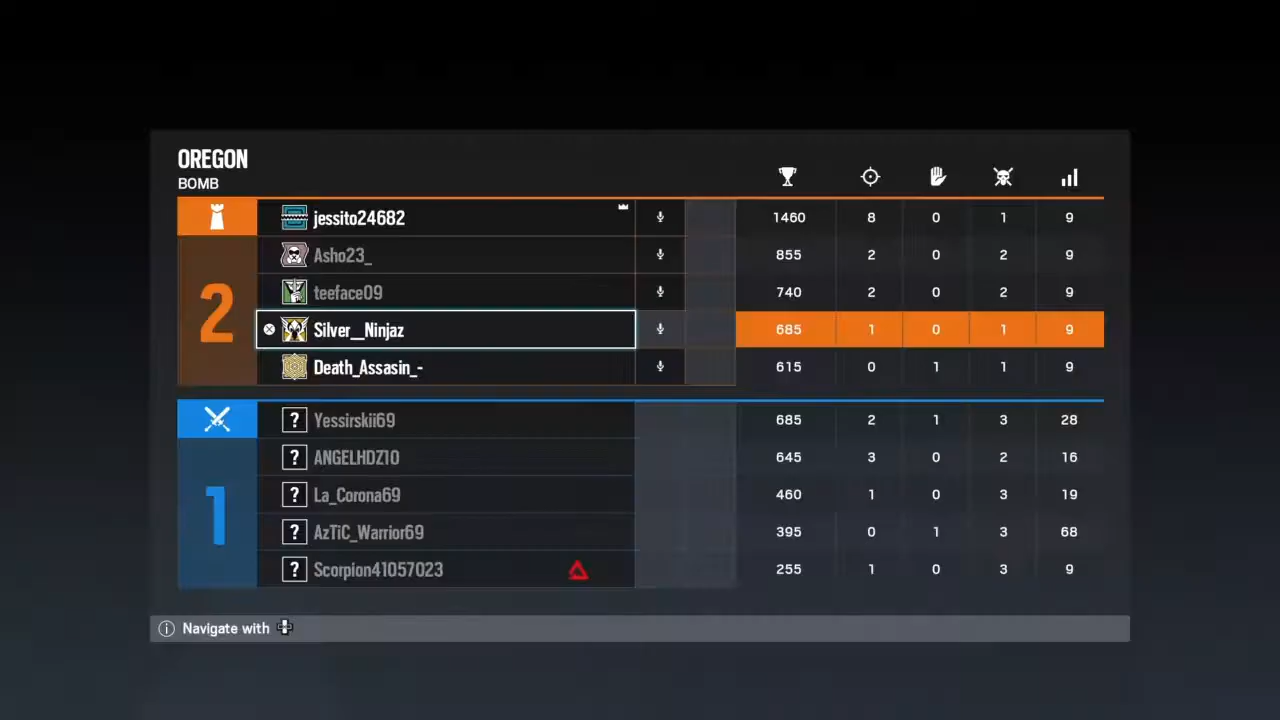 OREGON
BOMB
jessito24682 1460 8 0 1 9
Asho23_ 855 2 0 2 9
teeface09 740 2 0 2 9
2
Silver__Ninjaz 685 1 0 1 9
Death_Assasin_- 615 0 1 1 9
? Yessirskii69 685 2 1 3 28
? ANGELHDZ10 645 3 0 2 16
? La_Corona69 460 1 0 3 19
1
? AzTiC_Warrior69 395 0 1 3 68
? Scorpion41057023 255 1 0 3 9
Navigate with